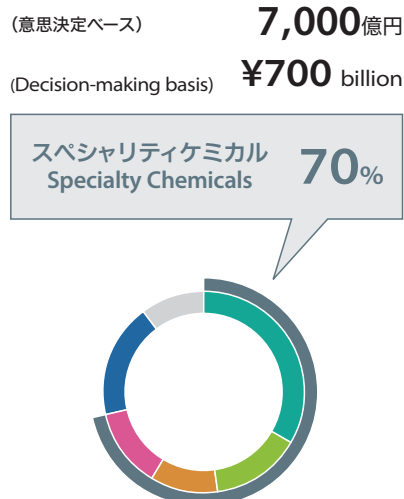 (意思決定ベース) 7,000億円
(Decision-making basis) ¥700 billion
スペシャリティケミカル
Specialty Chemicals 70%